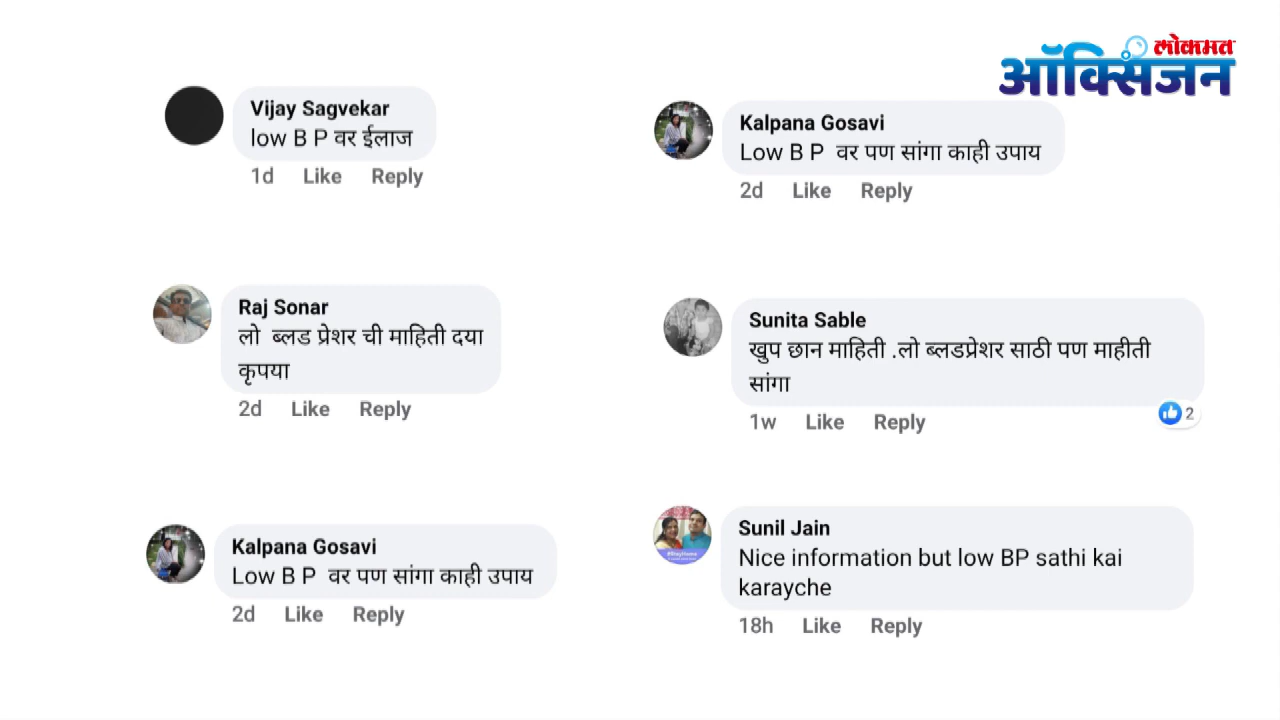 लोकमत
ऑक्सिजन
Vijay Sagvekar
low B P वर ईलाज
1d Like Reply
Kalpana Gosavi
Low B P वर पण सांगा काही उपाय
2d Like Reply
Raj Sonar
लो ब्लड प्रेशर ची माहिती दया
कृपया
2d Like Reply
Sunita Sable
खुप छान माहिती .लो ब्लडप्रेशर साठी पण माहीती
सांगा
1w Like Reply
2
Kalpana Gosavi
Low B P वर पण सांगा काही उपाय
2d Like Reply
Sunil Jain
Nice information but low BP sathi kai
karayche
18h Like Reply